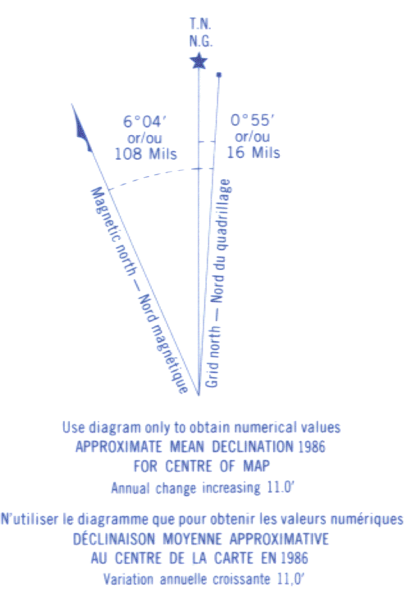 T.N.
N.G.
6°04'
or/ou
108 Mils
0°55'
or/ou
16 Mils
Magnetic north — Nord magnétique
Grid north — Nord du quadrillage
Use diagram only to obtain numerical values
APPROXIMATE MEAN DECLINATION 1986
FOR CENTRE OF MAP
Annual change increasing 11.0'
N'utiliser le diagramme que pour obtenir les valeurs numériques
DÉCLINAISON MOYENNE APPROXIMATIVE
AU CENTRE DE LA CARTE EN 1986
Variation annuelle croissante 11,0'